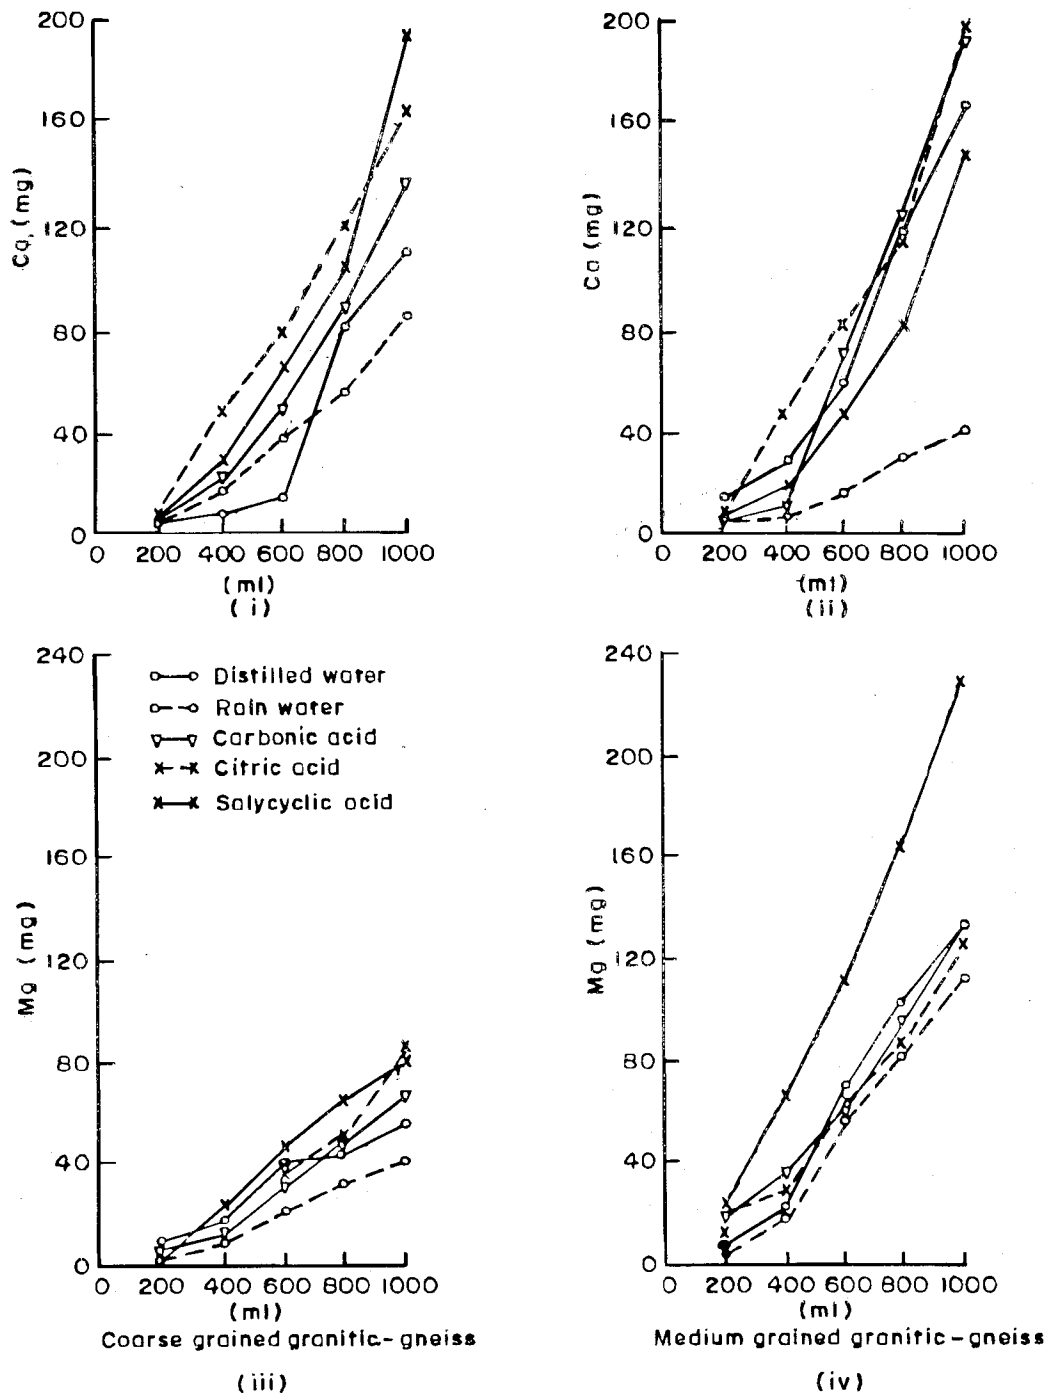 200
160
120
80
40
0
Ca, (mg)
0 200 400 600 800 1000
(ml)
(i)
200
160
120
80
40
0
Ca (mg)
0 200 400 600 800 1000
(ml)
(ii)
240
200
160
120
80
40
0
Mg (mg)
Distilled water
Rain water
Carbonic acid
Citric acid
Salycyclic acid
0 200 400 600 800 1000
(ml)
Coarse grained granitic-gneiss
(iii)
240
200
160
120
80
40
0
Mg (mg)
0 200 400 600 800 1000
(ml)
Medium grained granitic-gneiss
(iv)